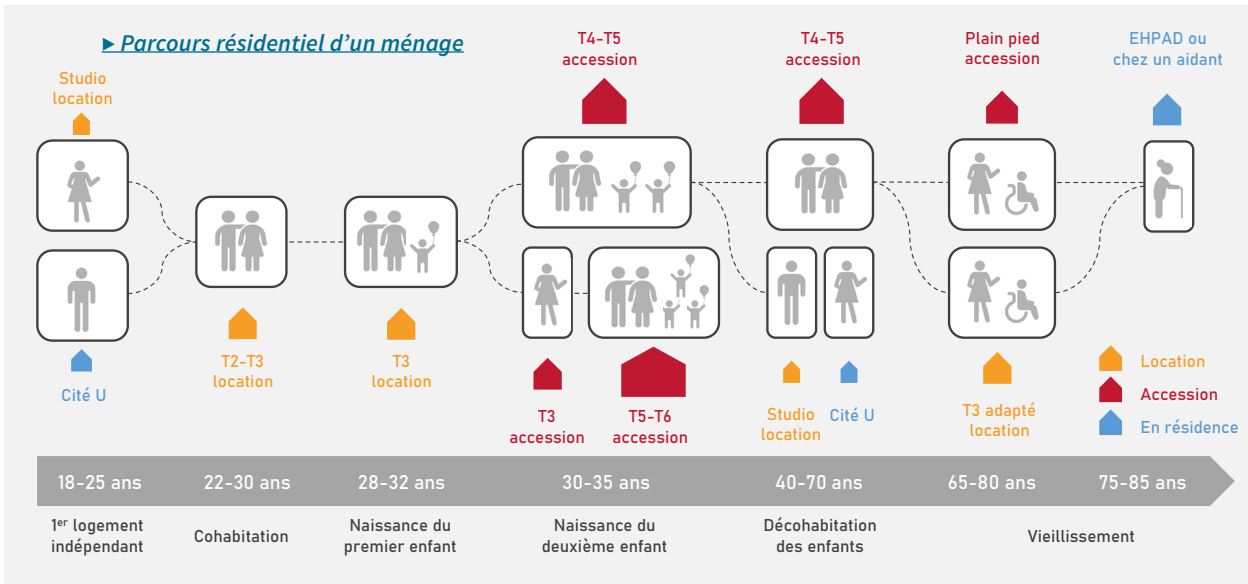 ▶ Parcours résidentiel d'un ménage
Studio
location
Cité U
T2-T3
location
T3
location
T4-T5
accession
T3
accession
T5-T6
accession
T4-T5
accession
Studio
location
Cité U
Plain pied
accession
T3 adapté
location
EHPAD ou
chez un aidant
Location
Accession
En résidence
18-25 ans
22-30 ans
28-32 ans
30-35 ans
40-70 ans
65-80 ans
75-85 ans
1er logement
indépendant
Cohabitation
Naissance du
premier enfant
Naissance du
deuxième enfant
Décohabitation
des enfants
Vieillissement